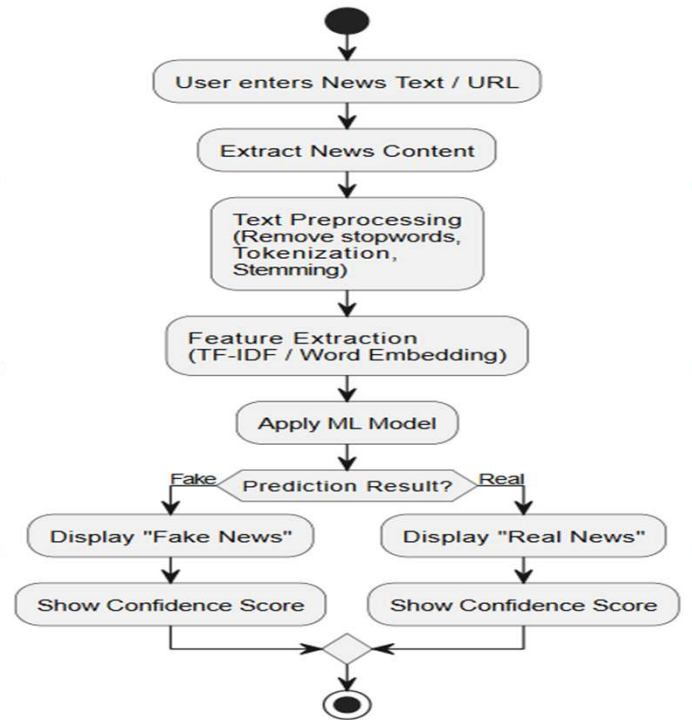 User enters News Text / URL
Extract News Content
Text Preprocessing
(Remove stopwords,
Tokenization,
Stemming)
Feature Extraction
(TF-IDF / Word Embedding)
Apply ML Model
Fake
Prediction Result?
Real
Display "Fake News"
Display "Real News"
Show Confidence Score
Show Confidence Score